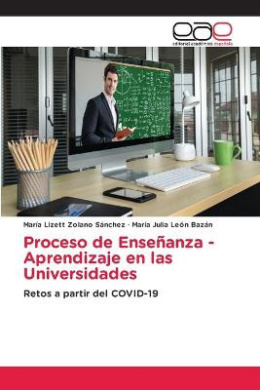 eae
editorial académica española
María Lizett Zolano Sánchez · María Julia León Bazán
Proceso de Enseñanza -
Aprendizaje en las
Universidades
Retos a partir del COVID-19